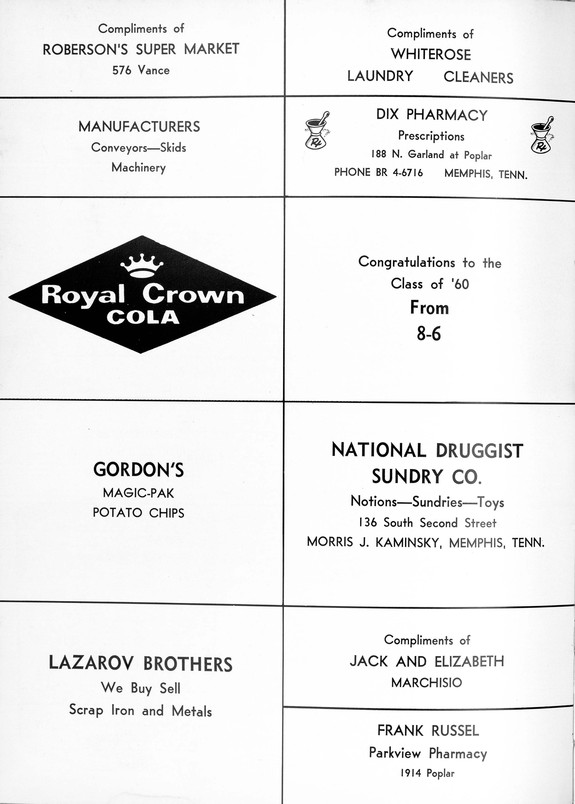 Compliments of
ROBERSON'S SUPER MARKET
576 Vance
MANUFACTURERS
Conveyors—Skids
Machinery
Royal Crown
COLA
GORDON'S
MAGIC-PAK
POTATO CHIPS
LAZAROV BROTHERS
We Buy Sell
Scrap Iron and Metals
Compliments of
WHITEROSE
LAUNDRY CLEANERS
DIX PHARMACY
Prescriptions
188 N. Garland at Poplar
PHONE BR 4-6716 MEMPHIS, TENN.
Rx
Rx
Congratulations to the
Class of '60
From
8-6
NATIONAL DRUGGIST
SUNDRY CO.
Notions—Sundries—Toys
136 South Second Street
MORRIS J. KAMINSKY, MEMPHIS, TENN.
Compliments of
JACK AND ELIZABETH
MARCHISIO
FRANK RUSSEL
Parkview Pharmacy
1914 Poplar